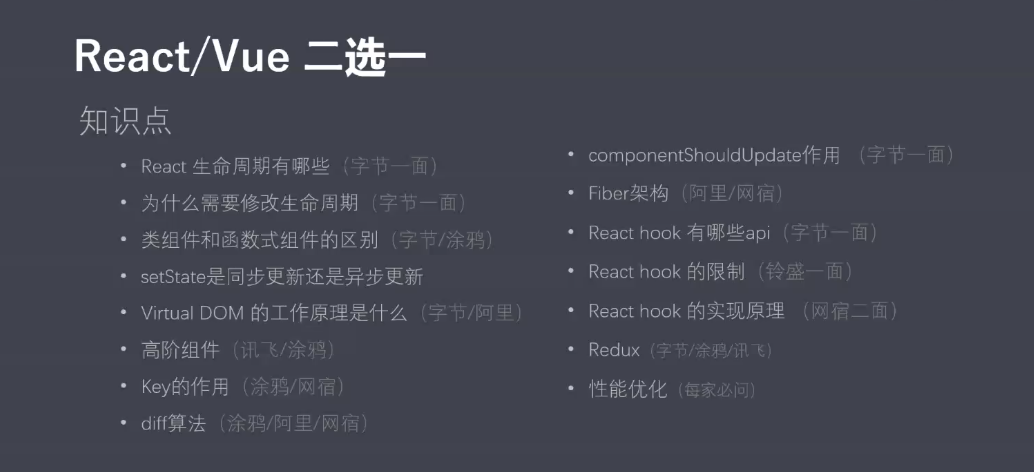 React/Vue 二选一
知识点
• React 生命周期有哪些（字节一面）
• 为什么需要修改生命周期（字节一面）
• 类组件和函数式组件的区别（字节/涂鸦）
• setState是同步更新还是异步更新
• Virtual DOM 的工作原理是什么（字节/阿里）
• 高阶组件（讯飞/涂鸦）
• Key的作用（涂鸦/网宿）
• diff算法（涂鸦/阿里/网宿）
• componentShouldUpdate作用 （字节一面）
• Fiber架构（阿里/网宿）
• React hook 有哪些api（字节一面）
• React hook 的限制（铃盛一面）
• React hook 的实现原理 （网宿二面）
• Redux（字节/涂鸦/讯飞）
• 性能优化（每家必问）